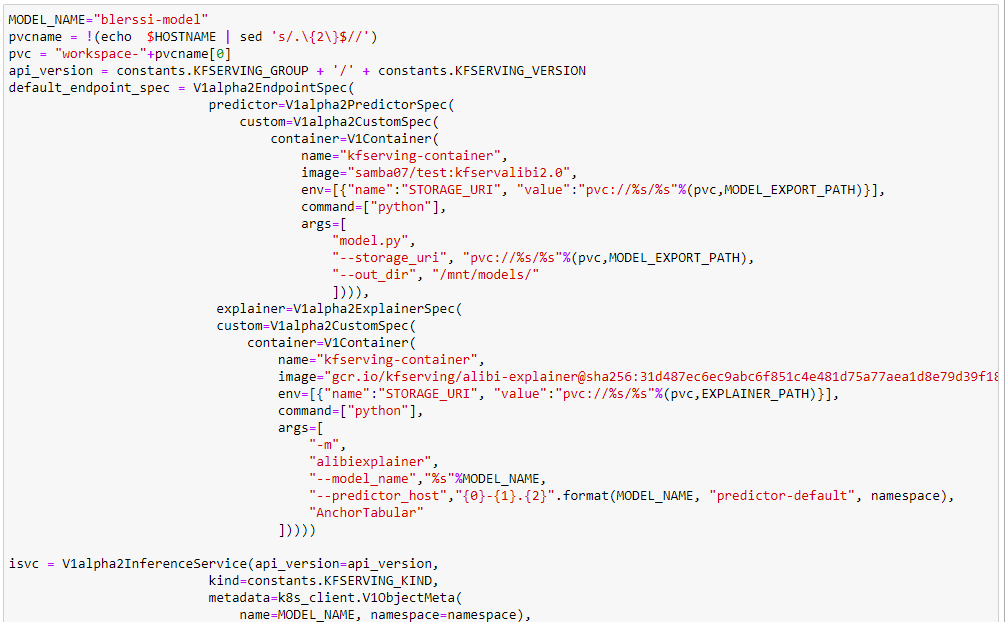 MODEL_NAME="blerssi-model"
pvcname = !(echo  $HOSTNAME | sed 's/.\{2\}$//')
pvc = "workspace-"+pvcname[0]
api_version = constants.KFSERVING_GROUP + '/' + constants.KFSERVING_VERSION
default_endpoint_spec = V1alpha2EndpointSpec(
                          predictor=V1alpha2PredictorSpec(
                              custom=V1alpha2CustomSpec(
                                  container=V1Container(
                                      name="kfserving-container",
                                      image="samba07/test:kfservalibi2.0",
                                      env=[{"name":"STORAGE_URI", "value":"pvc://%s/%s"%(pvc,MODEL_EXPORT_PATH)}],
                                      command=["python"],
                                      args=[
                                          "model.py",
                                          "--storage_uri", "pvc://%s/%s"%(pvc,MODEL_EXPORT_PATH),
                                          "--out_dir", "/mnt/models/"
                                          ]))),
                           explainer=V1alpha2ExplainerSpec(
                           custom=V1alpha2CustomSpec(
                               container=V1Container(
                                   name="kfserving-container",
                                   image="gcr.io/kfserving/alibi-explainer@sha256:31d487ec6ec9abc6f851c4e481d75a77aea1d8e79d39f18
                                   env=[{"name":"STORAGE_URI", "value":"pvc://%s/%s"%(pvc,EXPLAINER_PATH)}],
                                   command=["python"],
                                   args=[
                                       "-m",
                                       "alibiexplainer",
                                       "--model_name","%s"%MODEL_NAME,
                                       "--predictor_host","{0}-{1}.{2}".format(MODEL_NAME, "predictor-default", namespace),
                                       "AnchorTabular"
                                   ]))))
isvc = V1alpha2InferenceService(api_version=api_version,
                          kind=constants.KFSERVING_KIND,
                          metadata=k8s_client.V1ObjectMeta(
                              name=MODEL_NAME, namespace=namespace),